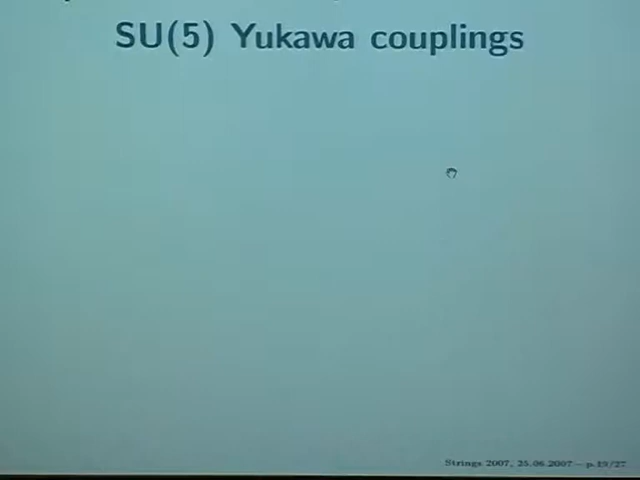 SU(5) Yukawa couplings
Strings 2007, 25.06.2007 – p.19/27